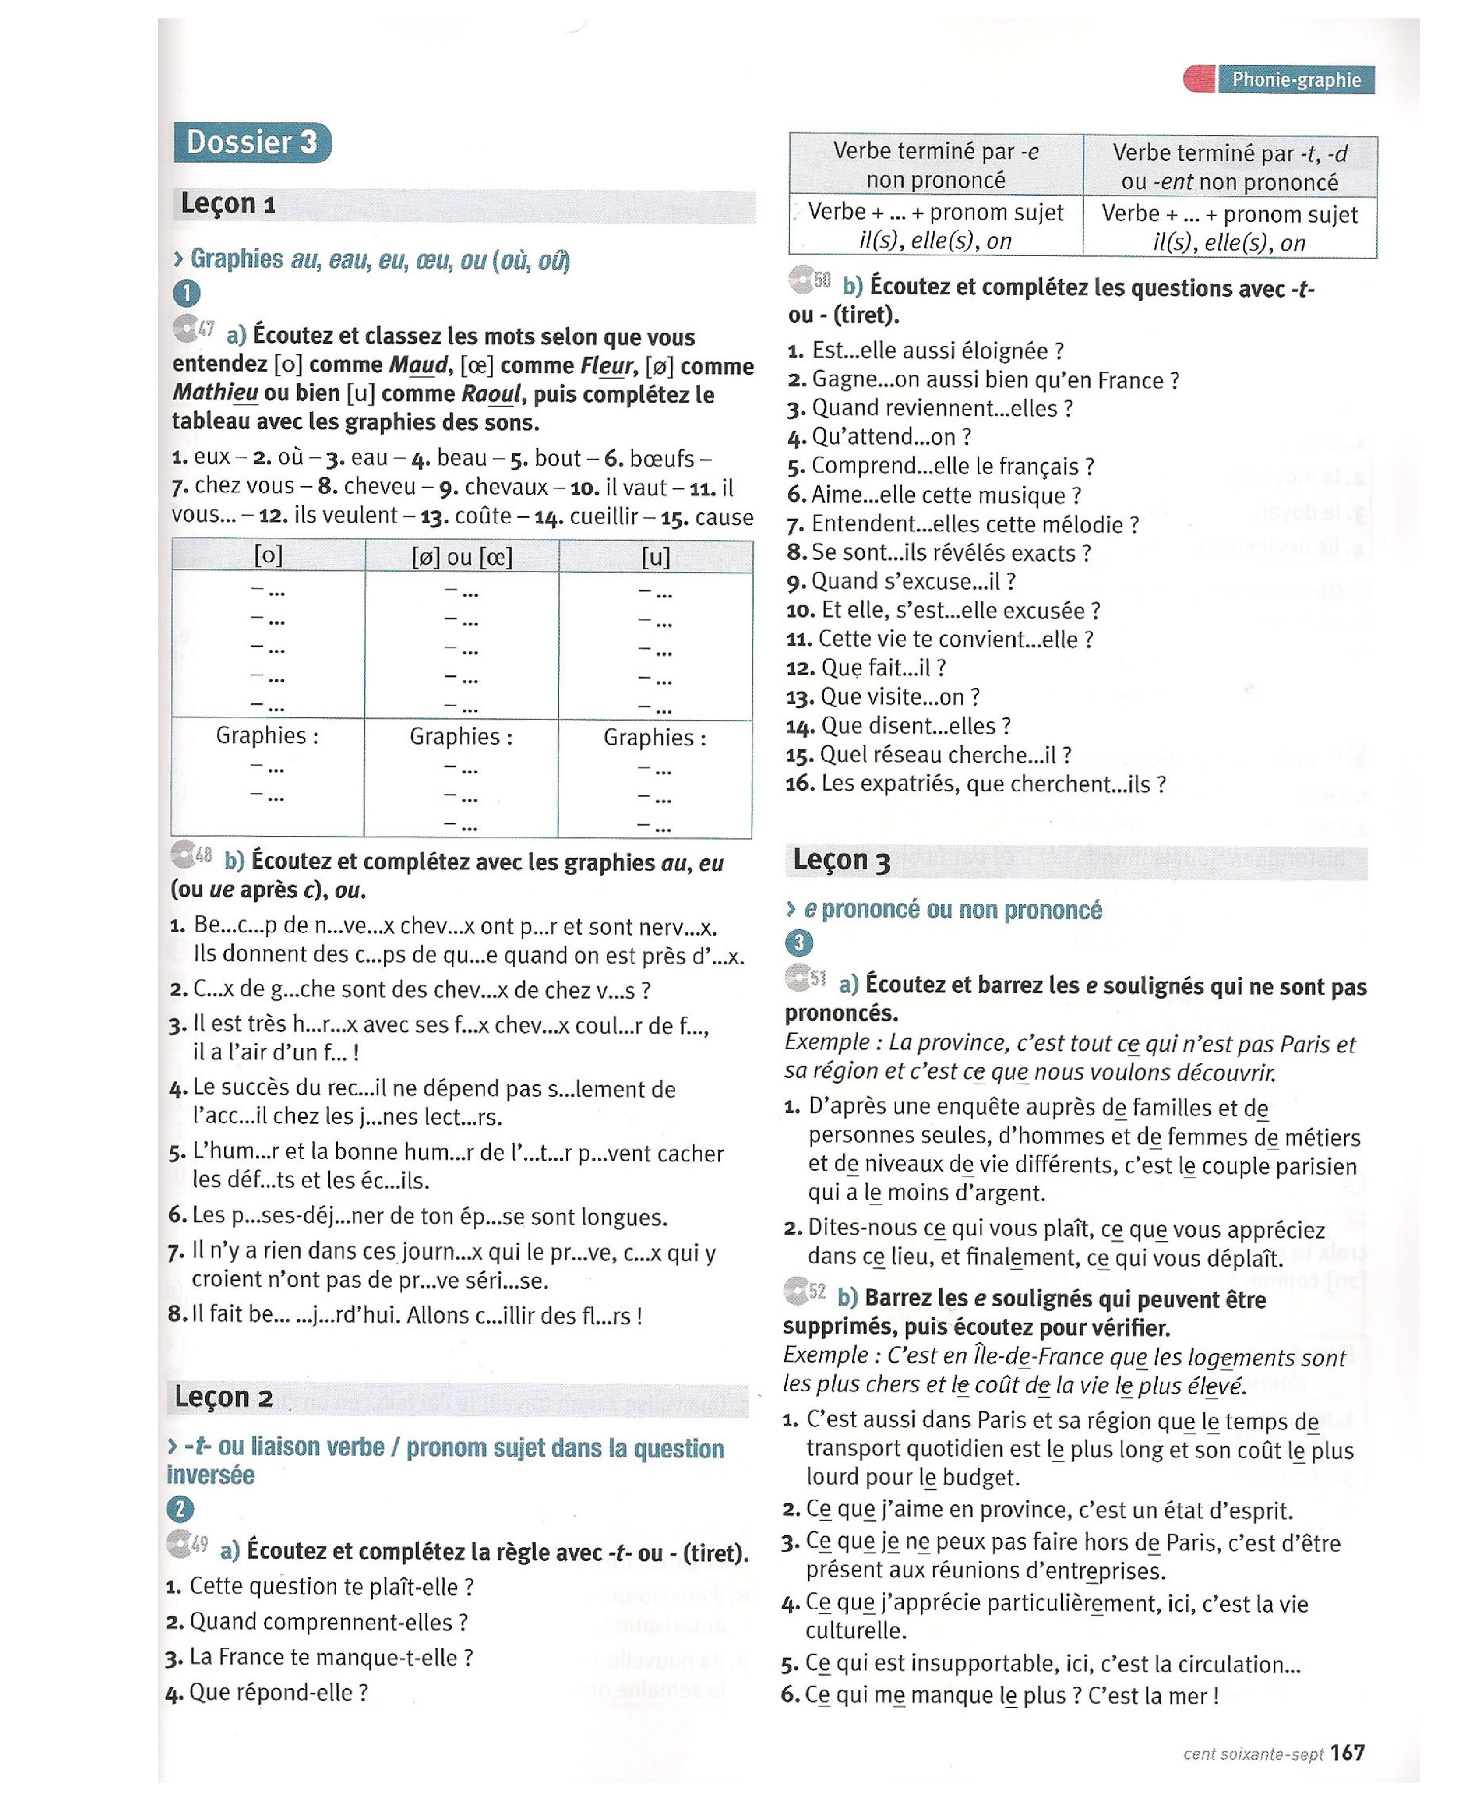 Phonie-graphie
Dossier 3
Leçon 1
› Graphies au, eau, eu, œu, ou (où, oû)
1
47 a) Écoutez et classez les mots selon que vous
entendez [o] comme Maud, [œ] comme Fleur, [ø] comme
Mathieu ou bien [u] comme Raoul, puis complétez le
tableau avec les graphies des sons.
1. eux – 2. où – 3. eau – 4. beau – 5. bout – 6. bœufs –
7. chez vous – 8. cheveu – 9. chevaux – 10. il vaut – 11. il
vous... – 12. ils veulent – 13. coûte – 14. cueillir – 15. cause
[o] [ø] ou [œ] [u]
– ... – ... – ...
– ... – ... – ...
– ... – ... – ...
– ... – ... – ...
– ... – ... – ...
Graphies : Graphies : Graphies :
– ... – ... – ...
– ... – ... – ...
– ... – ...
48 b) Écoutez et complétez avec les graphies au, eu
(ou ue après c), ou.
1. Be...c...p de n...ve...x chev...x ont p...r et sont nerv...x.
Ils donnent des c...ps de qu...e quand on est près d'...x.
2. C...x de g...che sont des chev...x de chez v...s ?
3. Il est très h...r...x avec ses f...x chev...x coul...r de f...,
il a l'air d'un f... !
4. Le succès du rec...il ne dépend pas s...lement de
l'acc...il chez les j...nes lect...rs.
5. L'hum...r et la bonne hum...r de l'...t...r p...vent cacher
les déf...ts et les éc...ils.
6. Les p...ses-déj...ner de ton ép...se sont longues.
7. Il n'y a rien dans ces journ...x qui le pr...ve, c...x qui y
croient n'ont pas de pr...ve séri...se.
8. Il fait be... ...j...rd'hui. Allons c...illir des fl...rs !
Leçon 2
› -t- ou liaison verbe / pronom sujet dans la question
inversée
2
49 a) Écoutez et complétez la règle avec -t- ou - (tiret).
1. Cette question te plaît-elle ?
2. Quand comprennent-elles ?
3. La France te manque-t-elle ?
4. Que répond-elle ?
Verbe terminé par -e Verbe terminé par -t, -d
non prononcé ou -ent non prononcé
Verbe + ... + pronom sujet Verbe + ... + pronom sujet
il(s), elle(s), on il(s), elle(s), on
50 b) Écoutez et complétez les questions avec -t-
ou - (tiret).
1. Est...elle aussi éloignée ?
2. Gagne...on aussi bien qu'en France ?
3. Quand reviennent...elles ?
4. Qu'attend...on ?
5. Comprend...elle le français ?
6. Aime...elle cette musique ?
7. Entendent...elles cette mélodie ?
8. Se sont...ils révélés exacts ?
9. Quand s'excuse...il ?
10. Et elle, s'est...elle excusée ?
11. Cette vie te convient...elle ?
12. Que fait...il ?
13. Que visite...on ?
14. Que disent...elles ?
15. Quel réseau cherche...il ?
16. Les expatriés, que cherchent...ils ?
Leçon 3
› e prononcé ou non prononcé
3
51 a) Écoutez et barrez les e soulignés qui ne sont pas
prononcés.
Exemple : La province, c'est tout ce qui n'est pas Paris et
sa région et c'est ce que nous voulons découvrir.
1. D'après une enquête auprès de familles et de
personnes seules, d'hommes et de femmes de métiers
et de niveaux de vie différents, c'est le couple parisien
qui a le moins d'argent.
2. Dites-nous ce qui vous plaît, ce que vous appréciez
dans ce lieu, et finalement, ce qui vous déplaît.
52 b) Barrez les e soulignés qui peuvent être
supprimés, puis écoutez pour vérifier.
Exemple : C'est en Île-de-France que les logements sont
les plus chers et le coût de la vie le plus élevé.
1. C'est aussi dans Paris et sa région que le temps de
transport quotidien est le plus long et son coût le plus
lourd pour le budget.
2. Ce que j'aime en province, c'est un état d'esprit.
3. Ce que je ne peux pas faire hors de Paris, c'est d'être
présent aux réunions d'entreprises.
4. Ce que j'apprécie particulièrement, ici, c'est la vie
culturelle.
5. Ce qui est insupportable, ici, c'est la circulation...
6. Ce qui me manque le plus ? C'est la mer !
cent soixante-sept 167